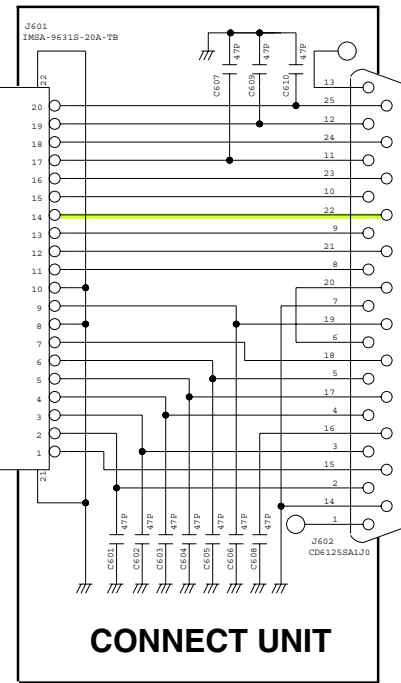 J601
IMSA-9631S-20A-TB
22
20
19
18
17
16
15
14
13
12
11
10
9
8
7
6
5
4
3
2
1
21
C607
47P
C609
47P
C610
47P
13
25
12
24
11
23
10
22
9
21
8
20
7
19
6
18
5
17
4
16
3
15
2
14
1
C601
47P
C602
47P
C603
47P
C604
47P
C605
47P
C606
47P
C608
47P
J602
CD6125SA1J0
CONNECT UNIT